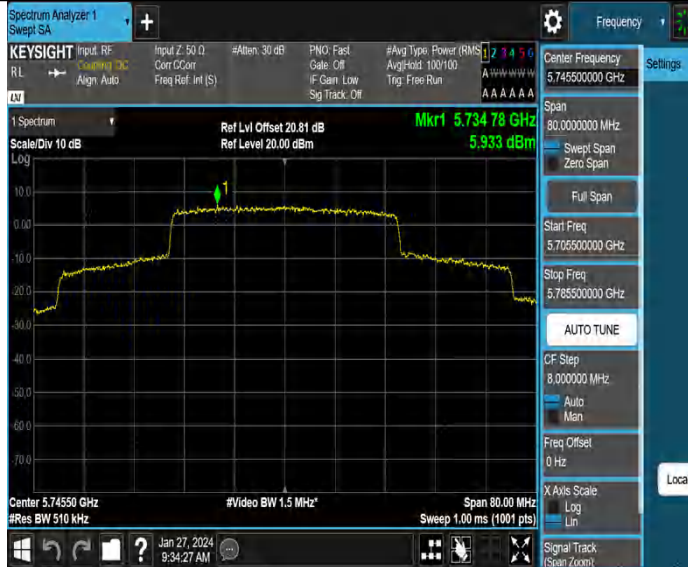 Spectrum Analyzer 1
Swept SA
+
Frequency
KEYSIGHT
RL
Input: RF
Coupling: DC
Align: Auto
Input Z: 50 Ω
Corr CCorr
Freq Ref: Int (S)
#Atten: 30 dB
PNO: Fast
Gate: Off
IF Gain: Low
Sig Track: Off
#Avg Type: Power (RMS
Avg|Hold: 100/100
Trig: Free Run
1 2 3 4 5 6
A W W W W W
A A A A A A
LXI
1 Spectrum
Scale/Div 10 dB
Log
Ref Lvl Offset 20.81 dB
Ref Level 20.00 dBm
Mkr1 5.734 78 GHz
5.933 dBm
1
10.0
0.00
-10.0
-20.0
-30.0
-40.0
-50.0
-60.0
-70.0
Center 5.74550 GHz
#Res BW 510 kHz
#Video BW 1.5 MHz*
Span 80.00 MHz
Sweep 1.00 ms (1001 pts)
?
Jan 27, 2024
9:34:27 AM
Center Frequency
5.745500000 GHz
Span
80.0000000 MHz
Swept Span
Zero Span
Full Span
Start Freq
5.705500000 GHz
Stop Freq
5.785500000 GHz
AUTO TUNE
CF Step
8.000000 MHz
Auto
Man
Freq Offset
0 Hz
X Axis Scale
Log
Lin
Signal Track
(Span Zoom)
Settings
Loca